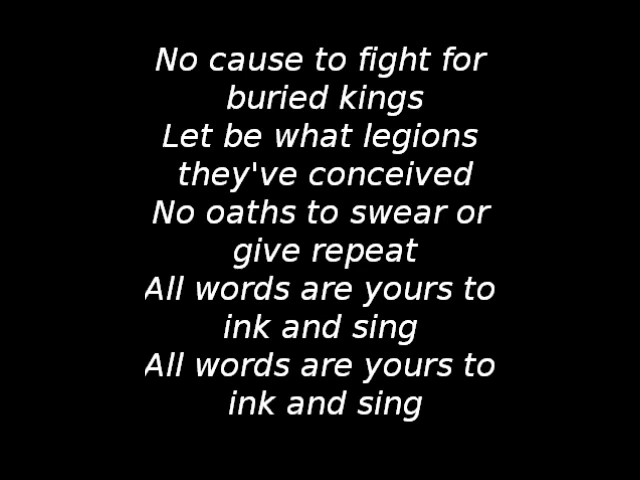 No cause to fight for
buried kings
Let be what legions
they've conceived
No oaths to swear or
give repeat
All words are yours to
ink and sing
All words are yours to
ink and sing